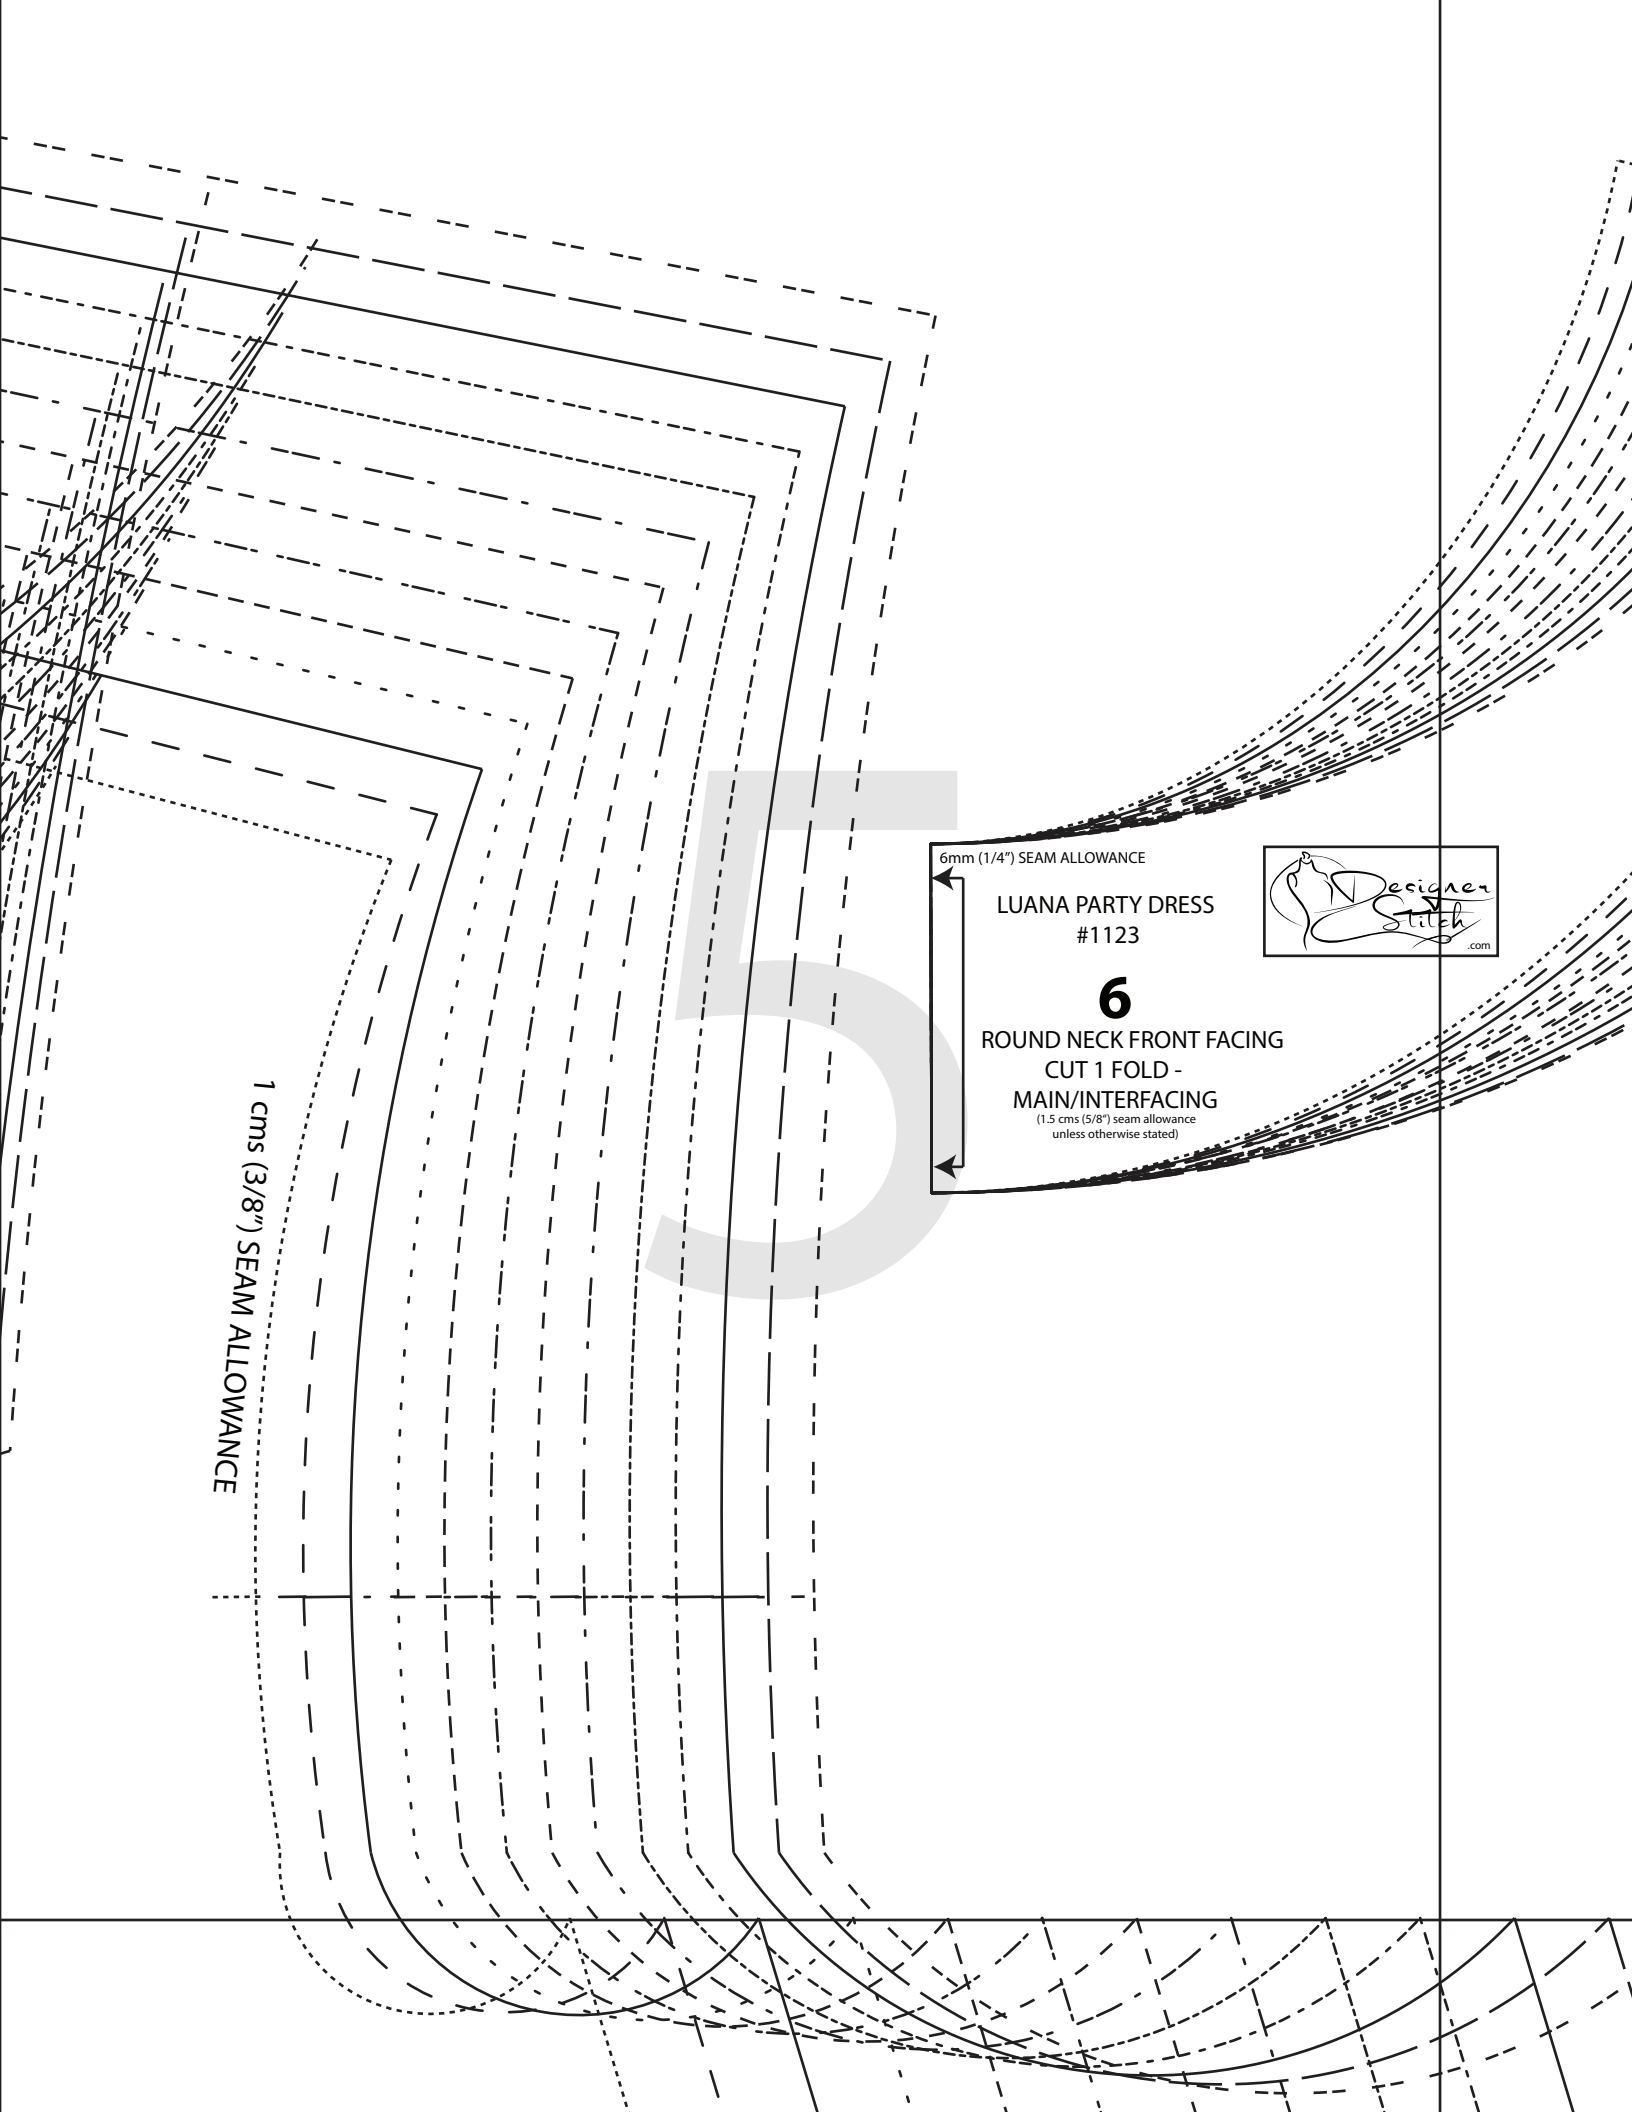 5
6mm (1/4") SEAM ALLOWANCE
LUANA PARTY DRESS
#1123
6
ROUND NECK FRONT FACING
CUT 1 FOLD -
MAIN/INTERFACING
(1.5 cms (5/8") seam allowance
unless otherwise stated)
Designer
Stitch
.com
1 cms (3/8") SEAM ALLOWANCE